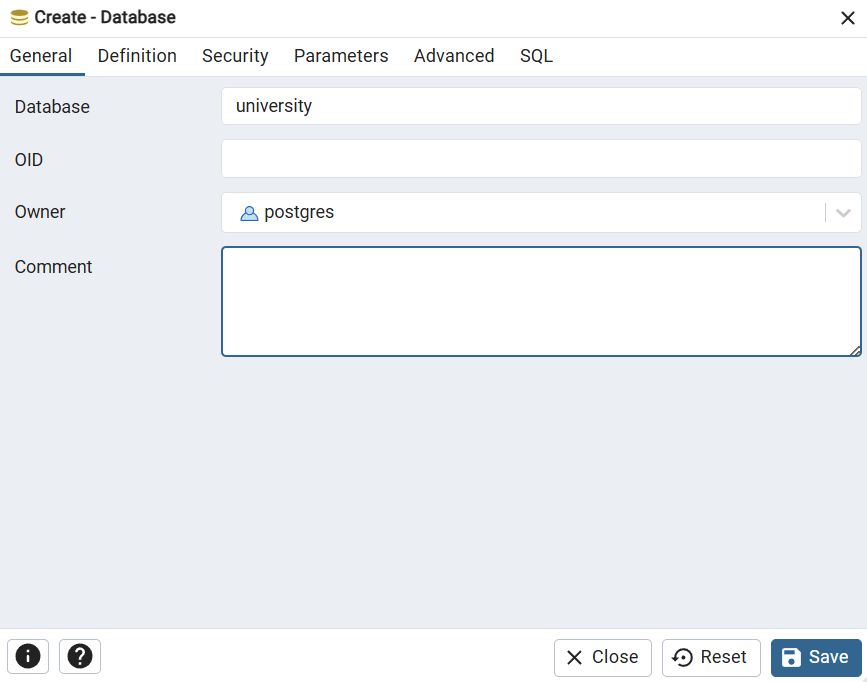 Create - Database
General Definition Security Parameters Advanced SQL
Database university
OID
Owner postgres
Comment
Close Reset Save